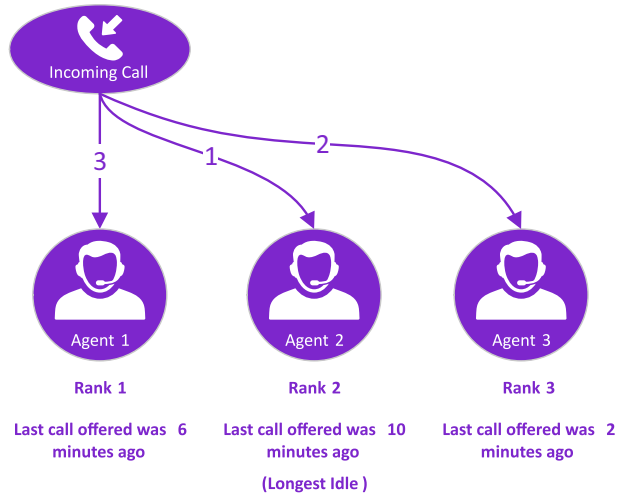 Incoming Call
3
1
2
Agent 1
Agent 2
Agent 3
Rank 1
Rank 2
Rank 3
Last call offered was 6
minutes ago
Last call offered was 10
minutes ago
(Longest Idle )
Last call offered was 2
minutes ago